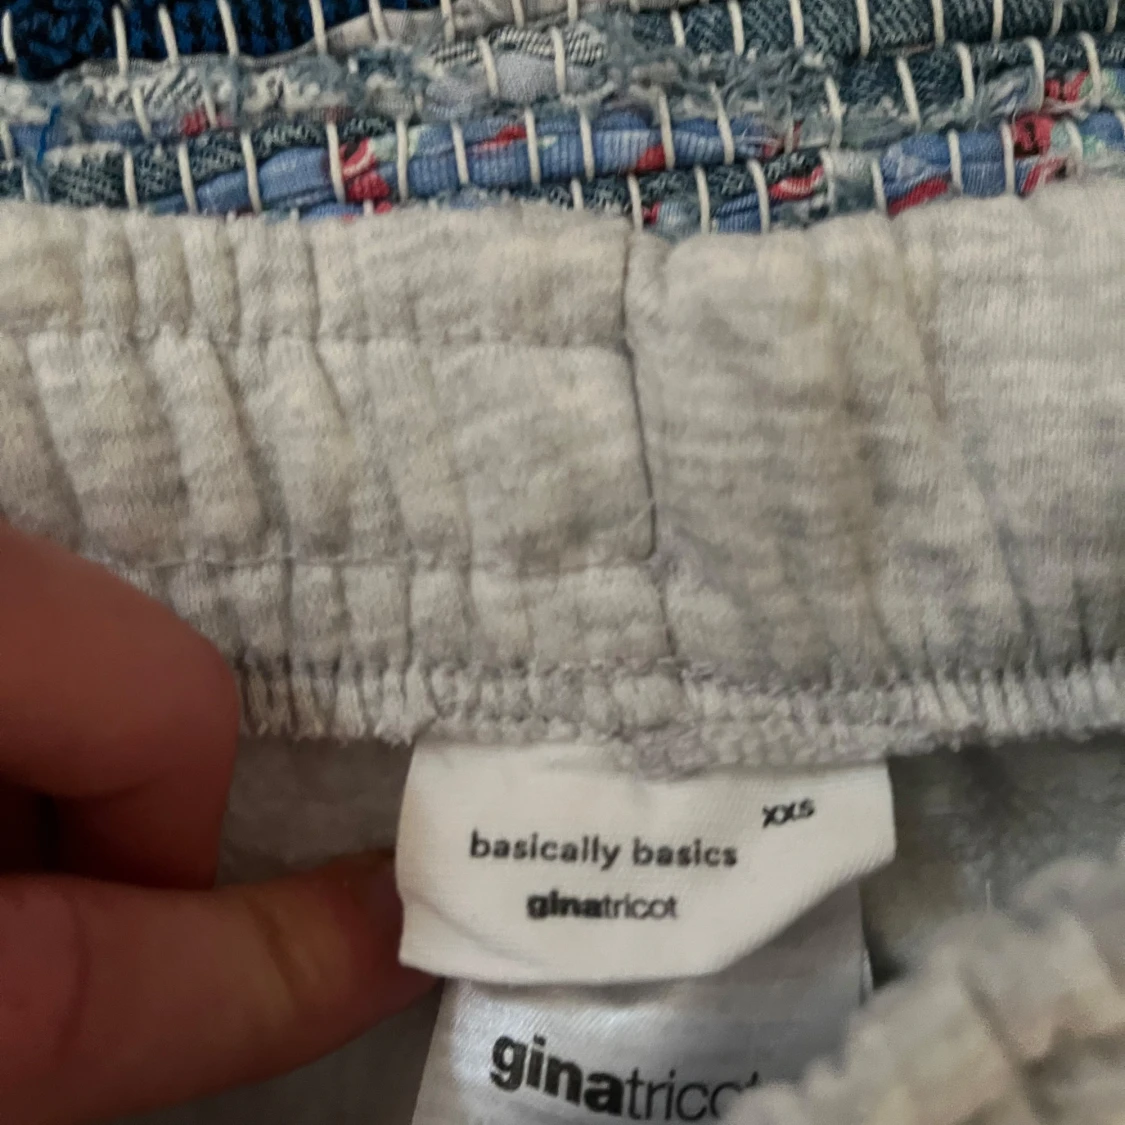 xxs
basically basics
ginatricot
ginatricot